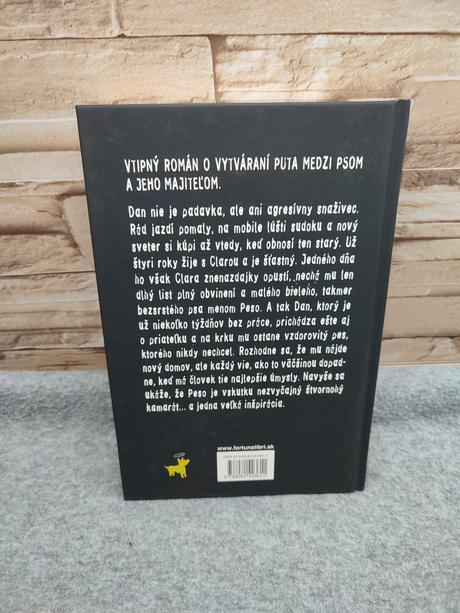 VTIPNÝ ROMÁN O VYTVÁRANÍ PUTA MEDZI PSOM
A JEHO MAJITEĽOM.
Dan nie je padavka, ale ani agresívny snaživec.
Rád jazdí pomaly, na mobile lúšti sudoku a nový
sveter si kúpi až vtedy, keď obnosí ten starý. Už
štyri roky žije s Clarou a je šťastný. Jedného dňa
ho však Clara znenazdajky opustí, nechá mu len
dlhý list plný obvinení a malého bieleho, takmer
bezsrstého psa menom Peso. A tak Dan, ktorý je
už niekoľko týždňov bez práce, prichádza ešte aj
o priateľku a na krku mu ostane vzdorovitý pes,
ktorého nikdy nechcel. Rozhodne sa, že mu nájde
nový domov, ale každý vie, ako to väčšinou dopad-
ne, keď má človek tie najlepšie úmysly. Navyše sa
ukáže, že Peso je vskutku nezvyčajný štvornohý
kamarát... a jedna veľká inšpirácia.
www.fortunalibri.sk